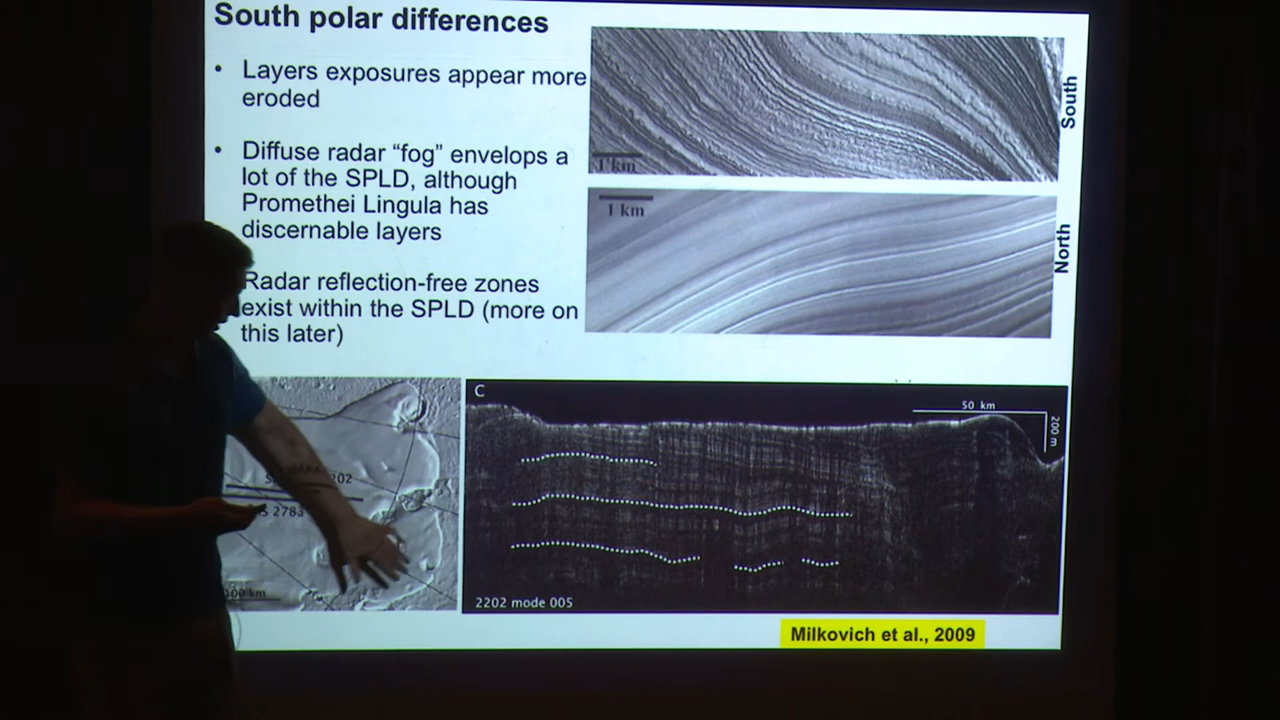 South polar differences
• Layers exposures appear more
eroded
• Diffuse radar “fog” envelops a
lot of the SPLD, although
Promethei Lingula has
discernable layers
Radar reflection-free zones
exist within the SPLD (more on
this later)
1 km
South
1 km
North
202
2783
100 km
C
50 km
200 m
2202 mode 005
Milkovich et al., 2009